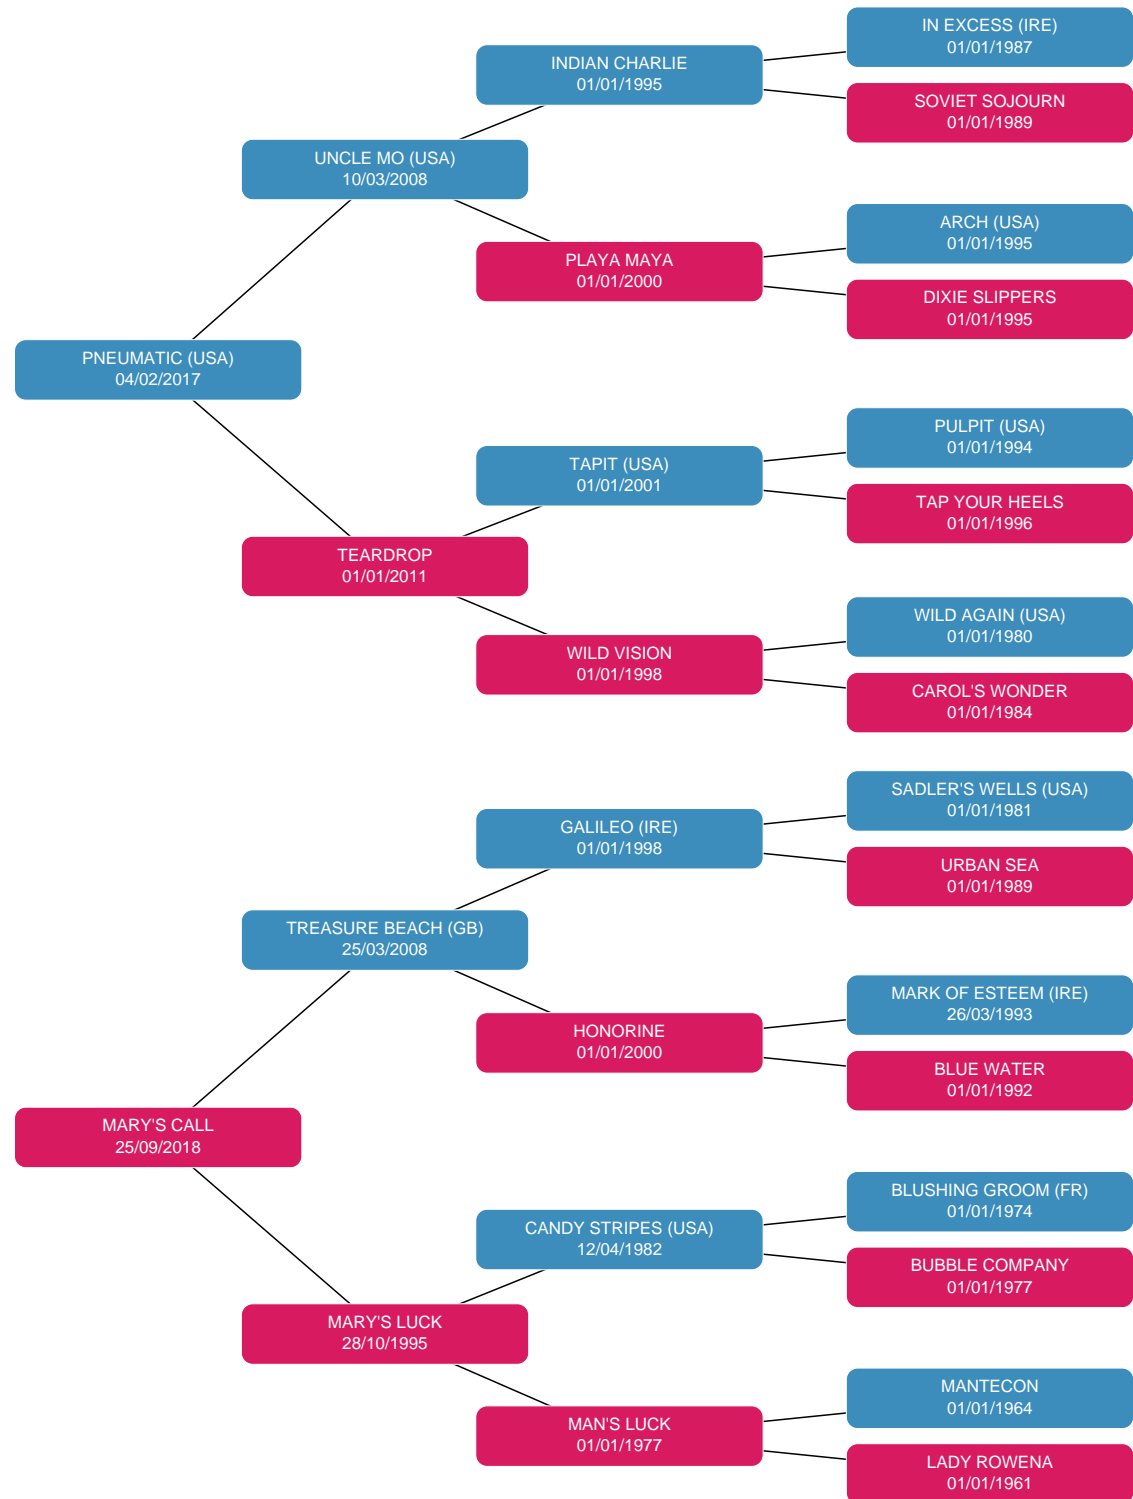 IN EXCESS (IRE)
01/01/1987
INDIAN CHARLIE
01/01/1995
SOVIET SOJOURN
01/01/1989
UNCLE MO (USA)
10/03/2008
ARCH (USA)
01/01/1995
PLAYA MAYA
01/01/2000
DIXIE SLIPPERS
01/01/1995
PNEUMATIC (USA)
04/02/2017
PULPIT (USA)
01/01/1994
TAPIT (USA)
01/01/2001
TAP YOUR HEELS
01/01/1996
TEARDROP
01/01/2011
WILD AGAIN (USA)
01/01/1980
WILD VISION
01/01/1998
CAROL'S WONDER
01/01/1984
SADLER'S WELLS (USA)
01/01/1981
GALILEO (IRE)
01/01/1998
URBAN SEA
01/01/1989
TREASURE BEACH (GB)
25/03/2008
MARK OF ESTEEM (IRE)
26/03/1993
HONORINE
01/01/2000
BLUE WATER
01/01/1992
MARY'S CALL
25/09/2018
BLUSHING GROOM (FR)
01/01/1974
CANDY STRIPES (USA)
12/04/1982
BUBBLE COMPANY
01/01/1977
MARY'S LUCK
28/10/1995
MANTECON
01/01/1964
MAN'S LUCK
01/01/1977
LADY ROWENA
01/01/1961